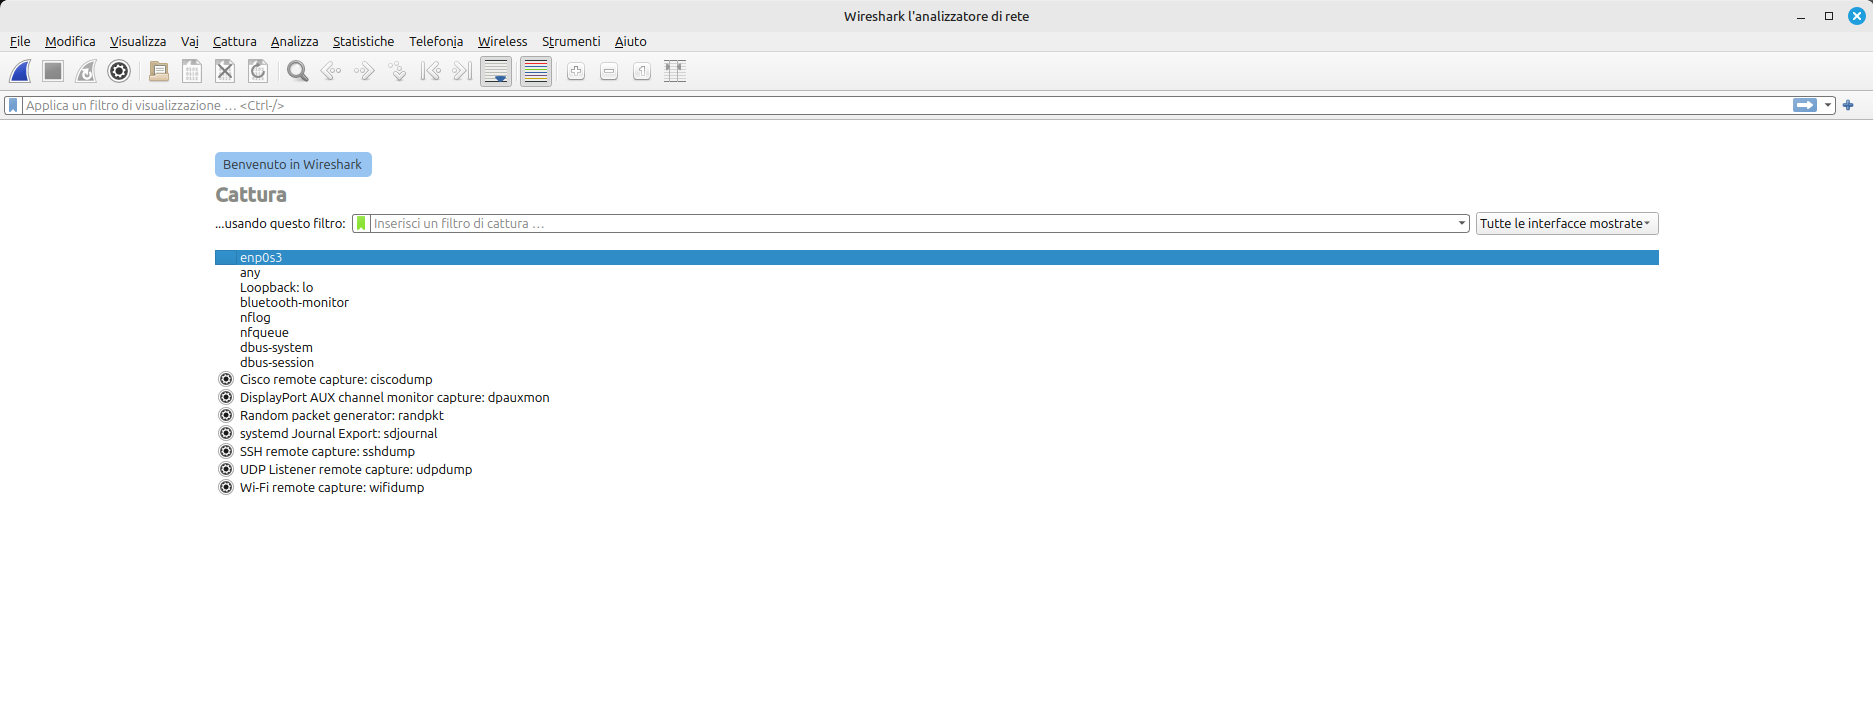 Wireshark l'analizzatore di rete
File Modifica Visualizza Vai Cattura Analizza Statistiche Telefonia Wireless Strumenti Aiuto
Applica un filtro di visualizzazione … <Ctrl-/>
Benvenuto in Wireshark
Cattura
...usando questo filtro: Inserisci un filtro di cattura … Tutte le interfacce mostrate
enp0s3
any
Loopback: lo
bluetooth-monitor
nflog
nfqueue
dbus-system
dbus-session
Cisco remote capture: ciscodump
DisplayPort AUX channel monitor capture: dpauxmon
Random packet generator: randpkt
systemd Journal Export: sdjournal
SSH remote capture: sshdump
UDP Listener remote capture: udpdump
Wi-Fi remote capture: wifidump